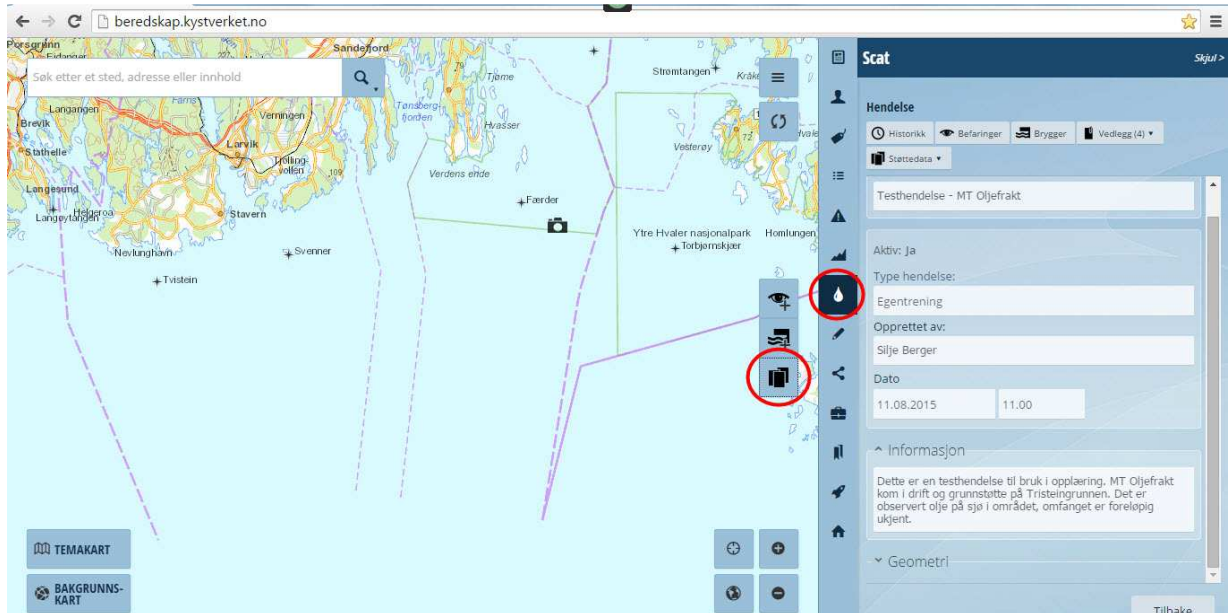 beredskap.kystverket.no
Porsgrunn
Eidanger
Sandefjord
Søk etter et sted, adresse eller innhold
Tjøme
Strømtangen
Langangen
Farris
Verningen
Tønsberg-
fjorden
Hvasser
Brevik
Larvik
Vesterøy
72
Stathelle
Tjølling-
vollen
109
Verdens ende
Langesund
Færder
Langøytangen
Helgeroa
Stavern
Ytre Hvaler nasjonalpark
Homlungen
Torbjørnskjær
Nevlunghavn
Svenner
Tvistein
TEMAKART
BAKGRUNNS-
KART
Scat
Skjul >
Hendelse
Historikk Befaringer Brygger Vedlegg (4)
Støttedata
Testhendelse - MT Oljefrakt
Aktiv: Ja
Type hendelse:
Egentrening
Opprettet av:
Silje Berger
Dato
11.08.2015 11.00
Informasjon
Dette er en testhendelse til bruk i opplæring. MT Oljefrakt
kom i drift og grunnstøtte på Tristeingrunnen. Det er
observert olje på sjø i området, omfanget er foreløpig
ukjent.
Geometri
Tilbake